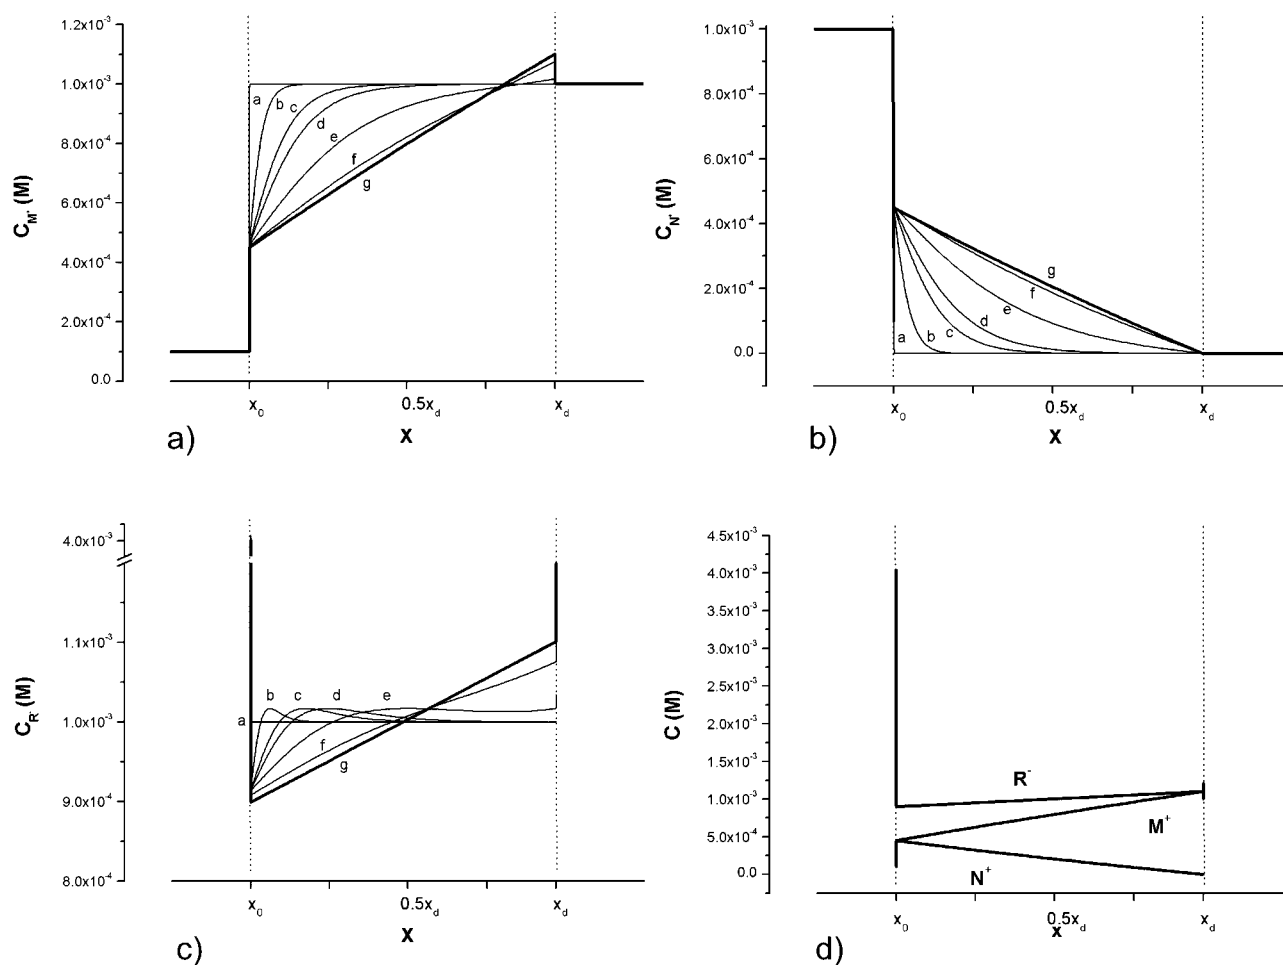 1.2x10⁻³
1.0x10⁻³
8.0x10⁻⁴
6.0x10⁻⁴
4.0x10⁻⁴
2.0x10⁻⁴
0.0
C_M⁺ (M)
a b c d e f g
x₀ 0.5x_d x_d
X
a)
1.0x10⁻³
8.0x10⁻⁴
6.0x10⁻⁴
4.0x10⁻⁴
2.0x10⁻⁴
0.0
C_N⁺ (M)
a b c d e f g
x₀ 0.5x_d x_d
X
b)
4.0x10⁻³
1.1x10⁻³
1.0x10⁻³
9.0x10⁻⁴
8.0x10⁻⁴
C_R⁻ (M)
a b c d e f g
x₀ 0.5x_d x_d
X
c)
4.5x10⁻³
4.0x10⁻³
3.5x10⁻³
3.0x10⁻³
2.5x10⁻³
2.0x10⁻³
1.5x10⁻³
1.0x10⁻³
5.0x10⁻⁴
0.0
C (M)
R⁻
M⁺
N⁺
x₀ 0.5x_d x_d
X
d)